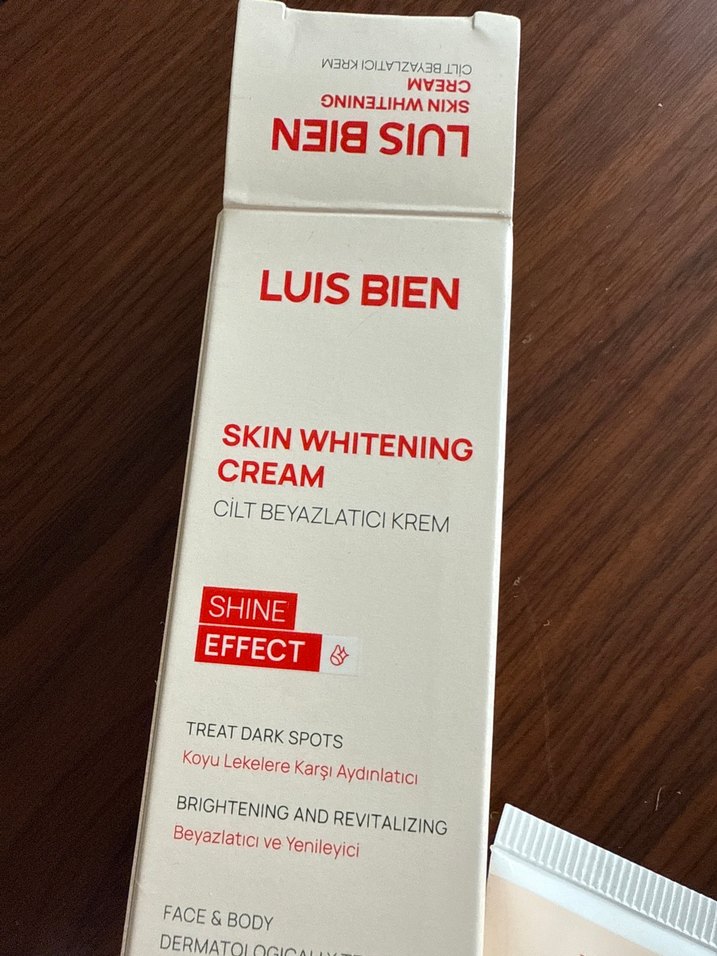 CİLT BEYAZLATICI KREM
SKIN WHITENING
CREAM
LUIS BIEN
LUIS BIEN
SKIN WHITENING
CREAM
CİLT BEYAZLATICI KREM
SHINE
EFFECT
TREAT DARK SPOTS
Koyu Lekelere Karşı Aydınlatıcı
BRIGHTENING AND REVITALIZING
Beyazlatıcı ve Yenileyici
FACE & BODY
DERMATOLOGICALLY